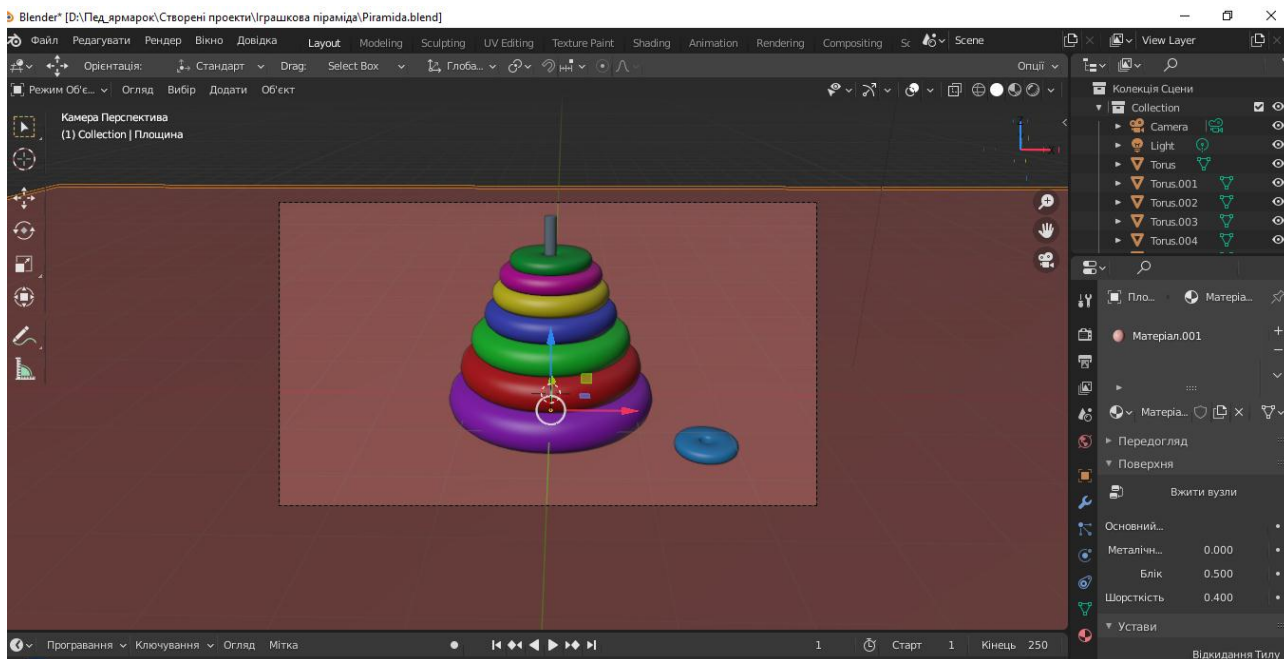 Blender* [D:\Пед_ярмарок\Створені проекти\Іграшкова піраміда\Piramida.blend]
Файл Редагувати Рендер Вікно Довідка Layout Modeling Sculpting UV Editing Texture Paint Shading Animation Rendering Compositing Sc Scene View Layer
Орієнтація: Стандарт Drag: Select Box Глоба... Опції
Режим Об'є... Огляд Вибір Додати Об'єкт
Камера Перспектива
(1) Collection | Площина
Колекція Сцени
Collection
Camera
Light
Torus
Torus.001
Torus.002
Torus.003
Torus.004
Пло... Матеріа...
Матеріал.001
Матеріа...
Передогляд
Поверхня
Вжити вузли
Основний...
Металічн... 0.000
Блік 0.500
Шорсткість 0.400
Устави
Відкидання Тилу
Програвання Ключування Огляд Мітка 1 Старт 1 Кінець 250